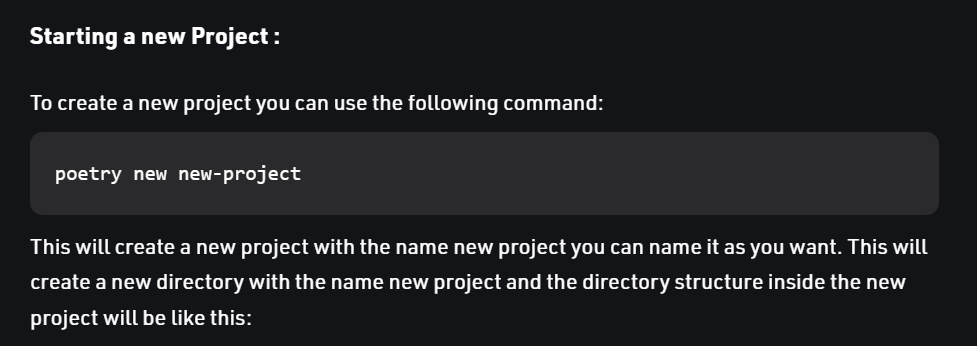 Starting a new Project :
To create a new project you can use the following command:
poetry new new-project
This will create a new project with the name new project you can name it as you want. This will
create a new directory with the name new project and the directory structure inside the new
project will be like this: